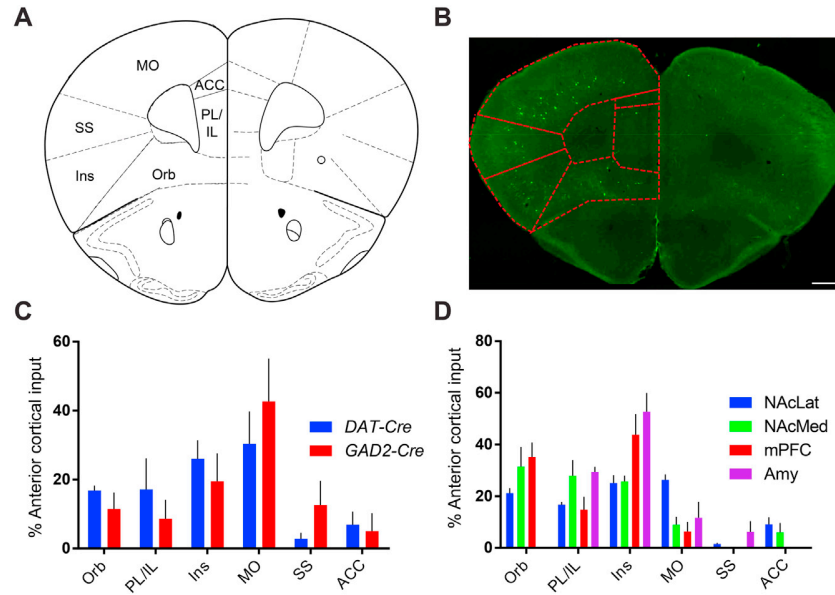 A
MO
ACC
PL/
IL
SS
Ins
Orb
B
C
% Anterior cortical input
60
40
20
0
DAT-Cre
GAD2-Cre
Orb
PL/IL
Ins
MO
SS
ACC
D
% Anterior cortical input
80
60
40
20
0
NAcLat
NAcMed
mPFC
Amy
Orb
PL/IL
Ins
MO
SS
ACC